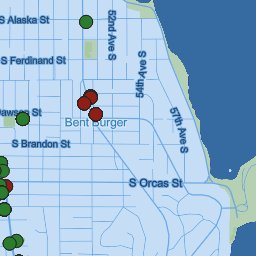 S Alaska St
52nd Ave S
S Ferdinand St
54th Ave S
Dawson St
57th Ave S
Bent Burger
S Brandon St
S Orcas St